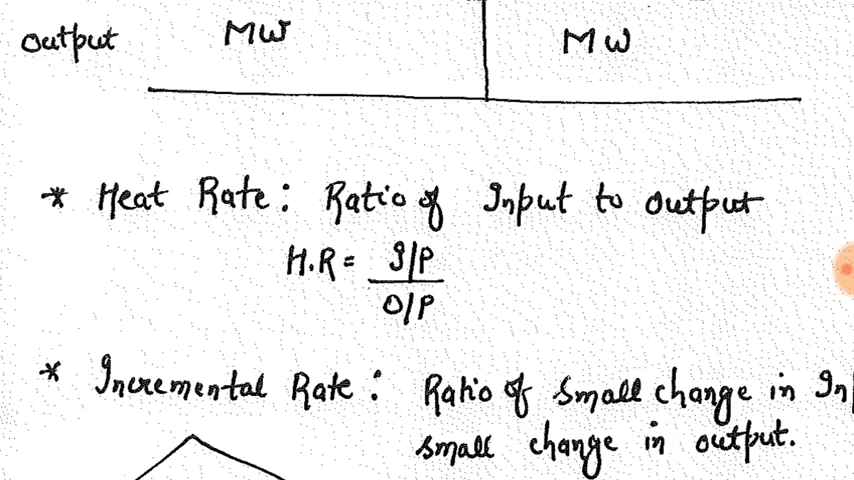 Output MW MW
* Heat Rate: Ratio of Input to output
H.R = I/P
O/P
* Incremental Rate: Ratio of small change in
small change in output.